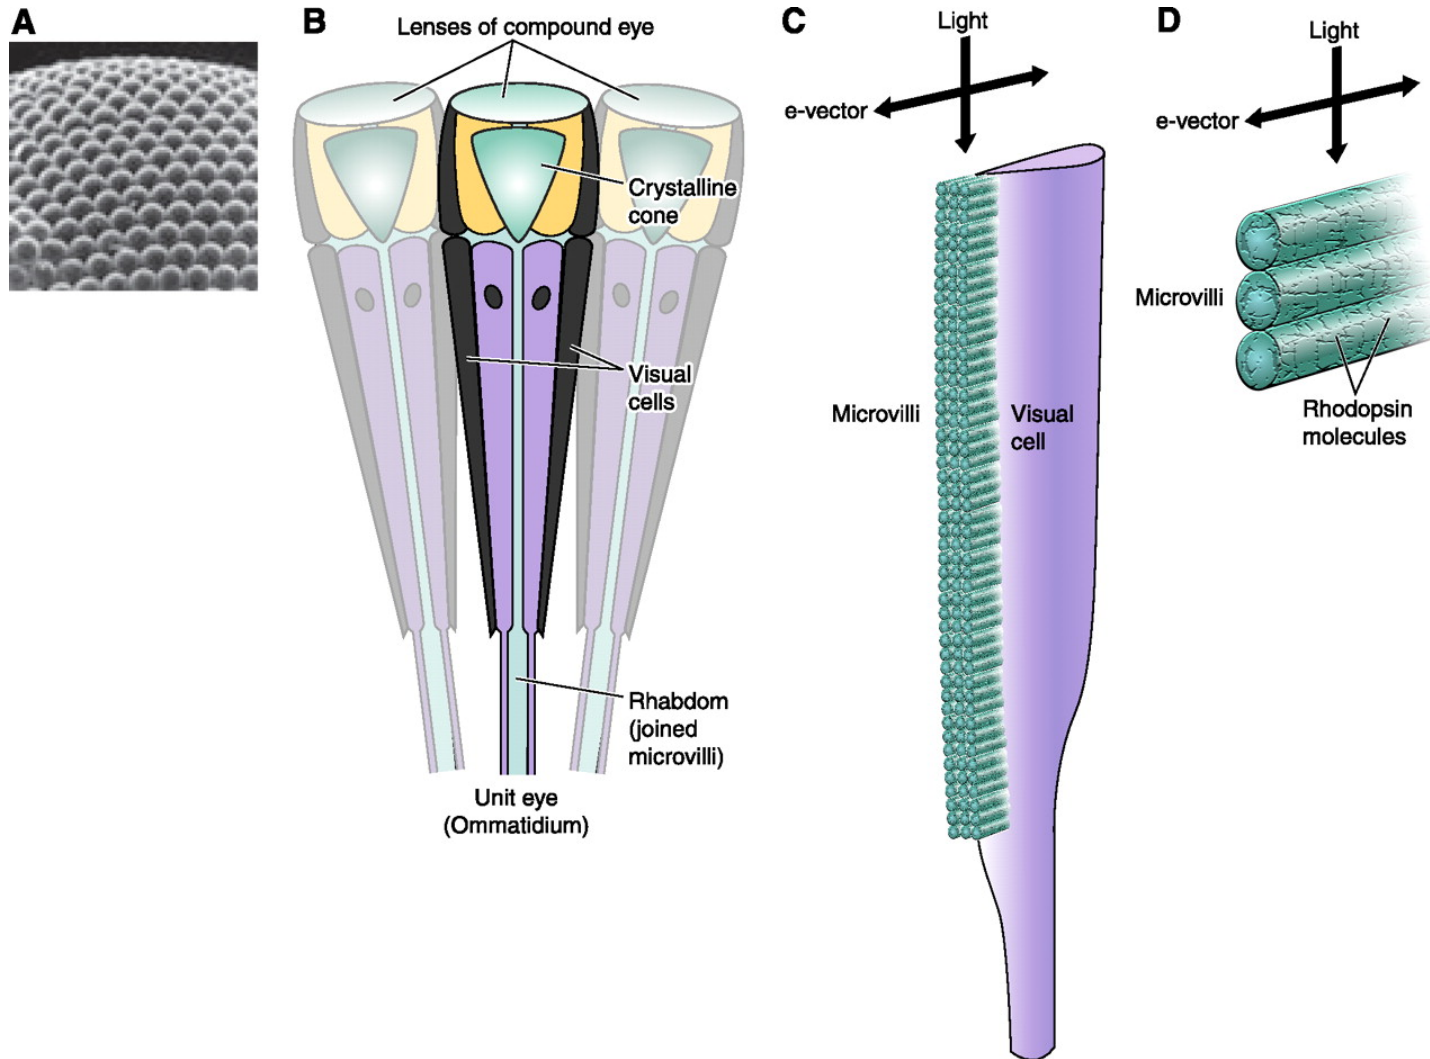 A
B
Lenses of compound eye
Crystalline
cone
Visual
cells
Rhabdom
(joined
microvilli)
Unit eye
(Ommatidium)
C
Light
e-vector
Microvilli
Visual
cell
D
Light
e-vector
Microvilli
Rhodopsin
molecules